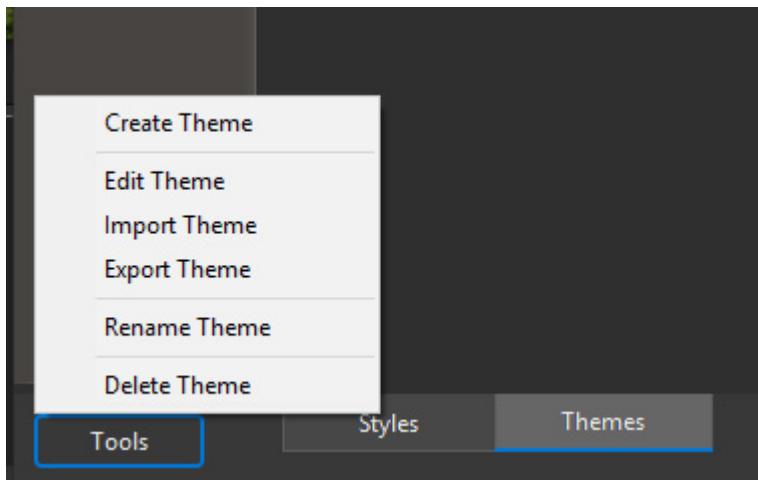 Create Theme
Edit Theme
Import Theme
Export Theme
Rename Theme
Delete Theme
Tools
Styles
Themes